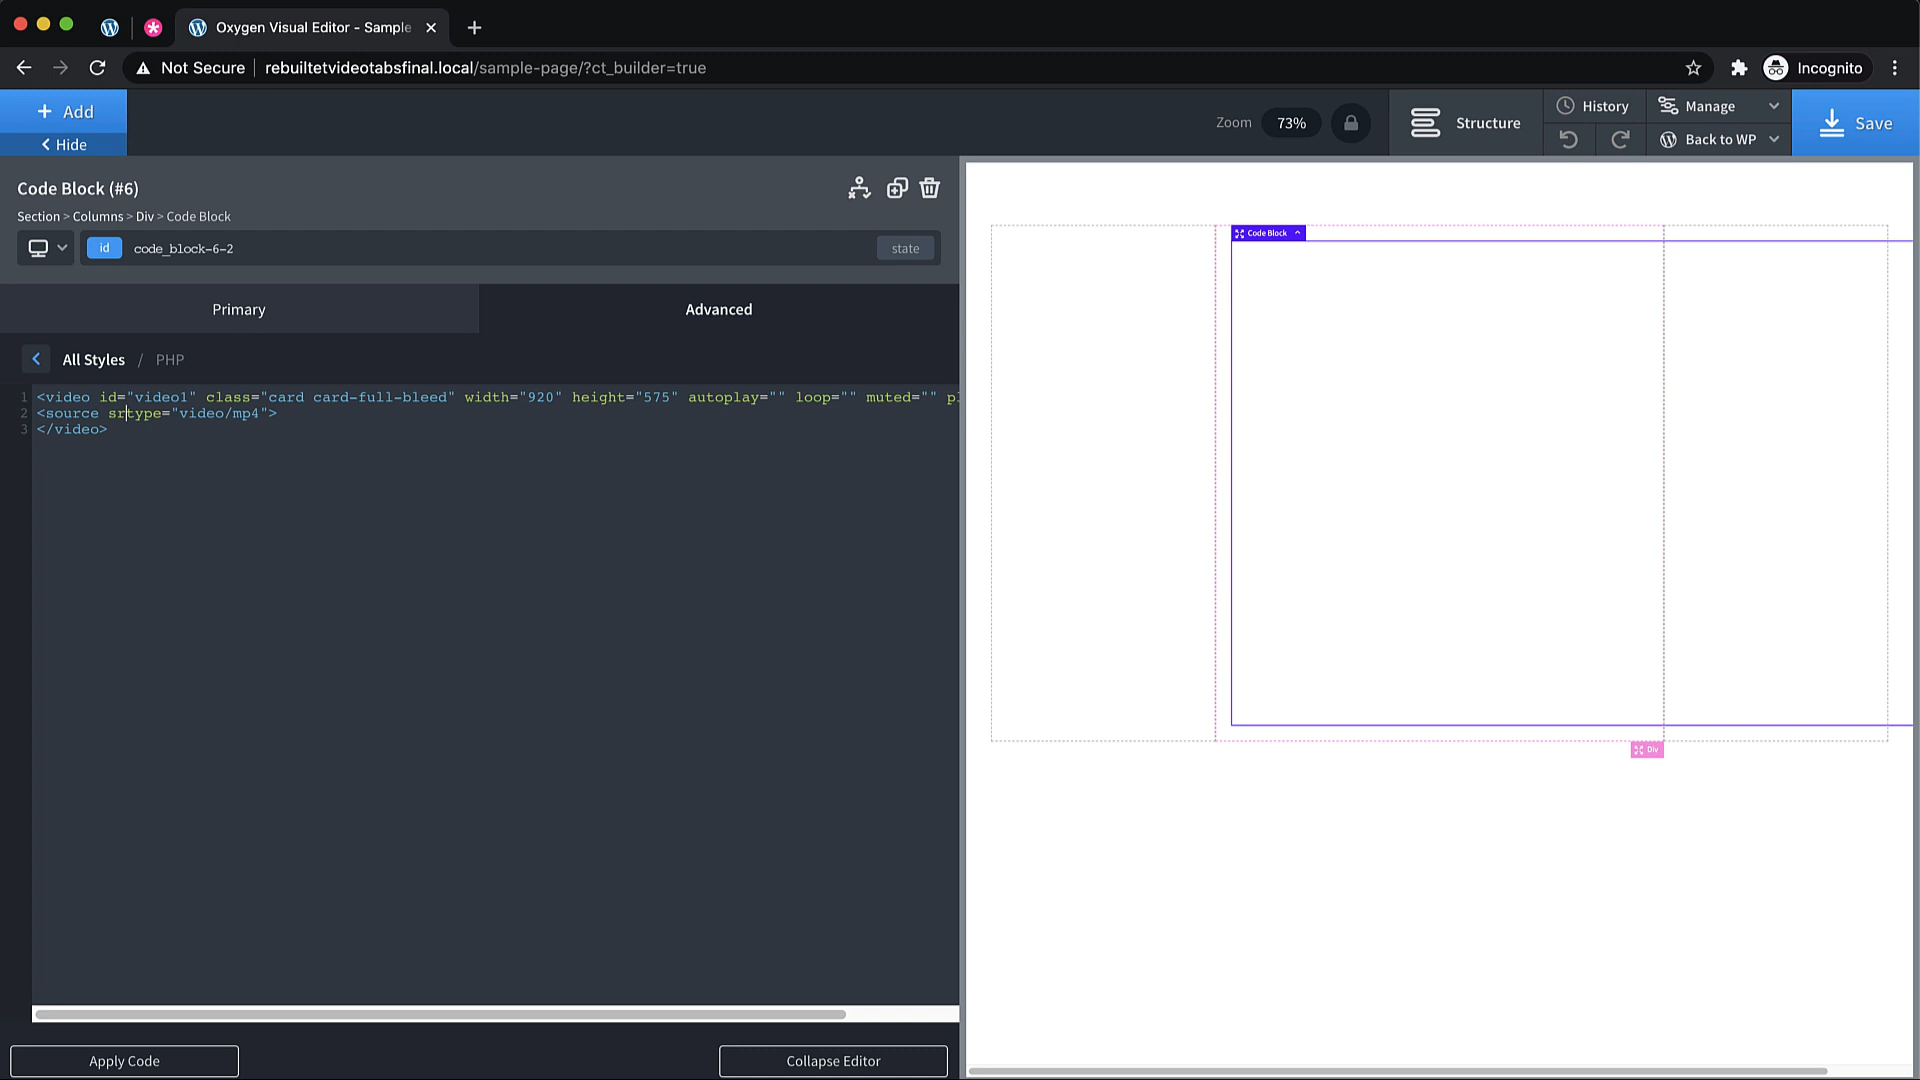 Oxygen Visual Editor - Sample
Not Secure
rebuiltetvideotabsfinal.local/sample-page/?ct_builder=true
Incognito
+ Add
Hide
Zoom
73%
Structure
History
Manage
Back to WP
Save
Code Block (#6)
Section > Columns > Div > Code Block
id
code_block-6-2
state
Primary
Advanced
All Styles / PHP
1 <video id="video1" class="card card-full-bleed" width="920" height="575" autoplay="" loop="" muted="" pl
2 <source srtype="video/mp4">
3 </video>
Apply Code
Collapse Editor
Code Block
Div